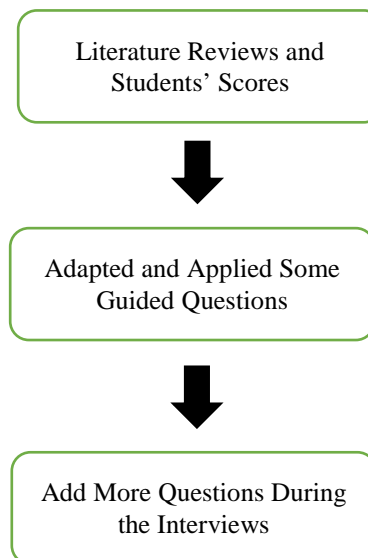 Literature Reviews and
Students’ Scores
Adapted and Applied Some
Guided Questions
Add More Questions During
the Interviews